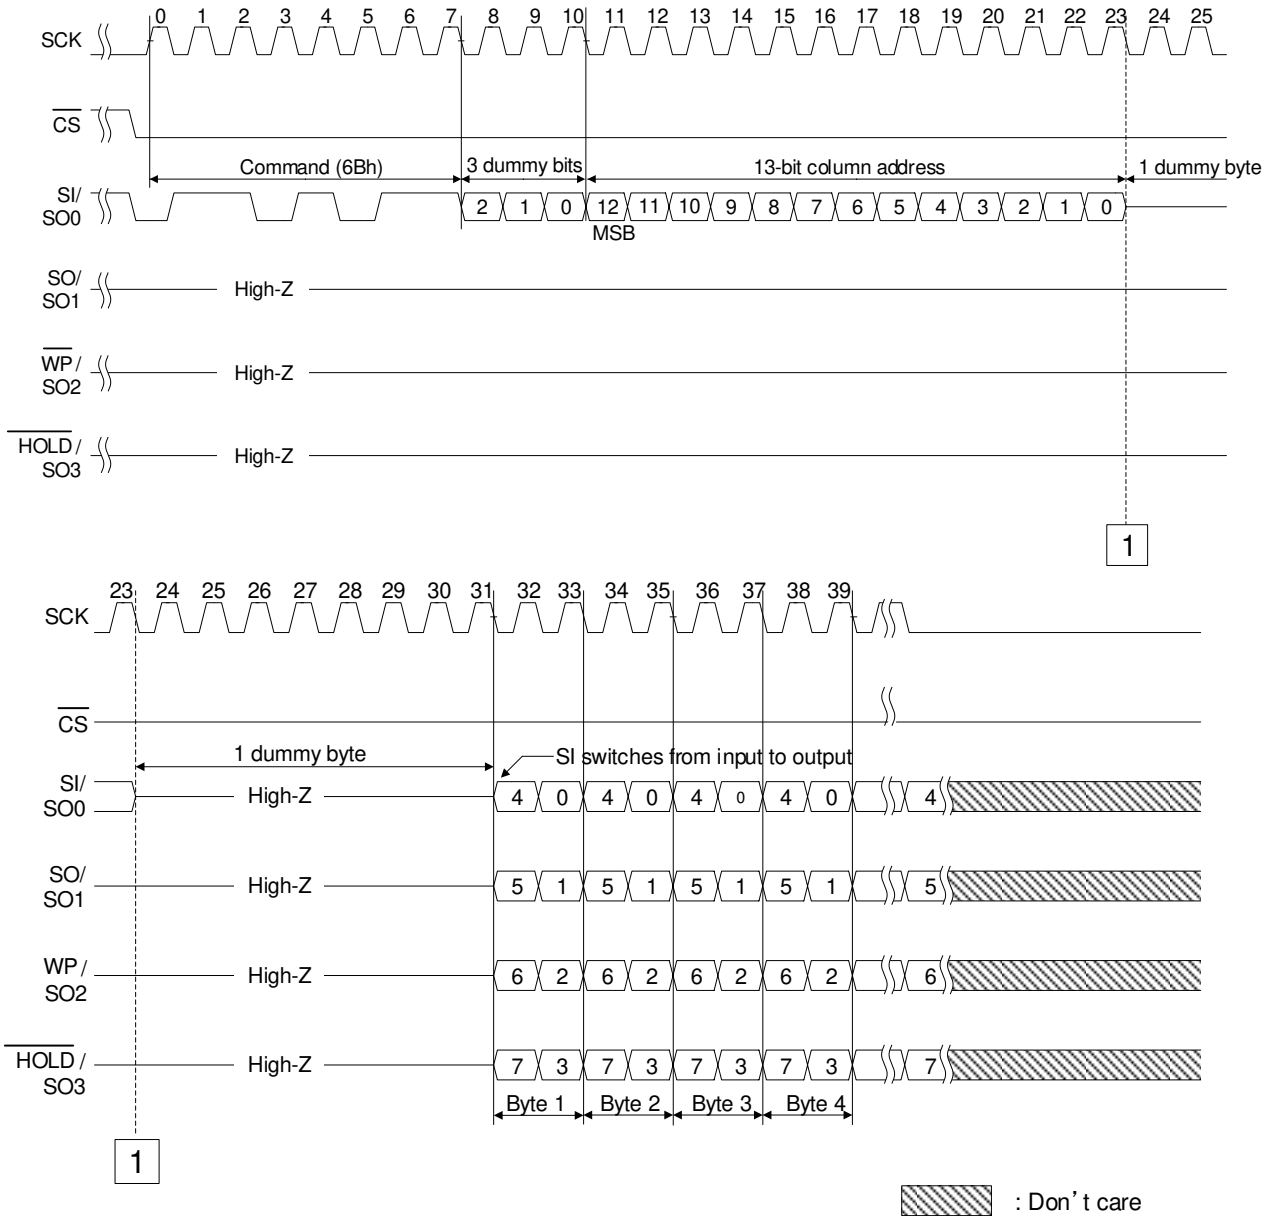 0 1 2 3 4 5 6 7 8 9 10 11 12 13 14 15 16 17 18 19 20 21 22 23 24 25
SCK
CS
Command (6Bh) 3 dummy bits 13-bit column address 1 dummy byte
SI/
SO0
2 1 0 12 11 10 9 8 7 6 5 4 3 2 1 0
MSB
SO/
SO1
High-Z
WP/
SO2
High-Z
HOLD/
SO3
High-Z
1
23 24 25 26 27 28 29 30 31 32 33 34 35 36 37 38 39
SCK
CS
1 dummy byte
SI switches from input to output
SI/
SO0
High-Z 4 0 4 0 4 0 4 0 4
SO/
SO1
High-Z 5 1 5 1 5 1 5 1 5
WP/
SO2
High-Z 6 2 6 2 6 2 6 2 6
HOLD/
SO3
High-Z 7 3 7 3 7 3 7 3 7
Byte 1 Byte 2 Byte 3 Byte 4
1
: Don't care